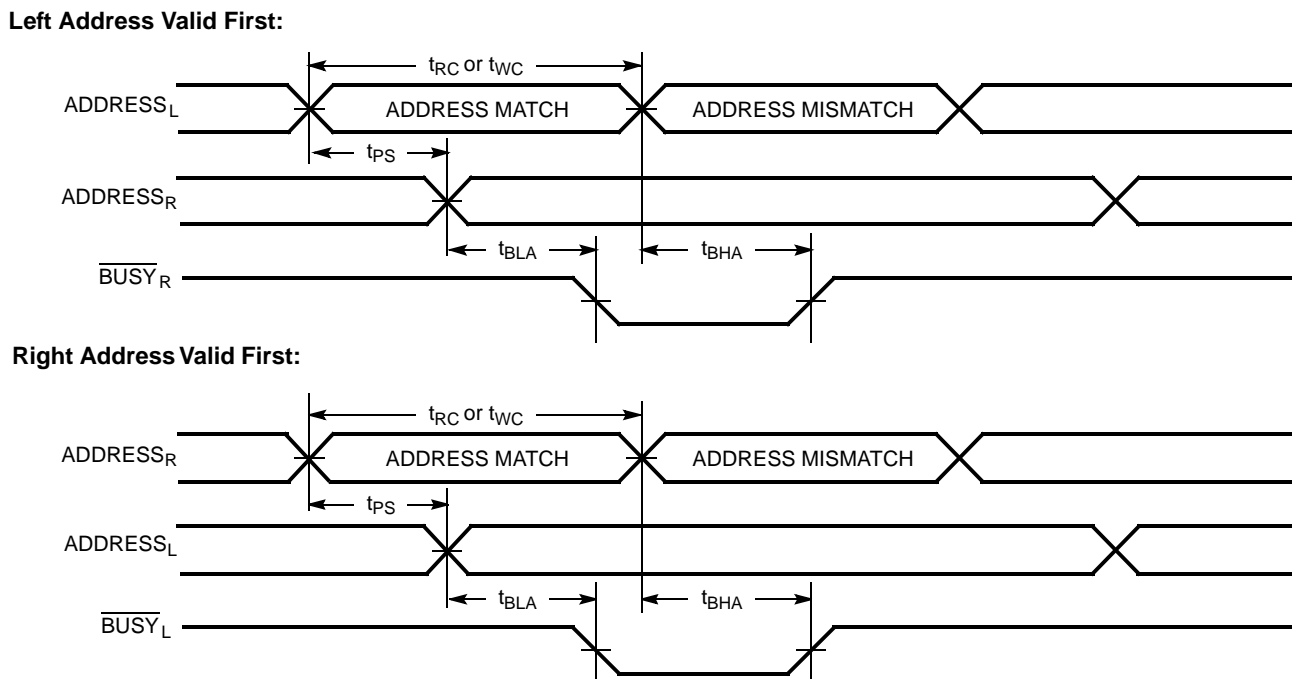 Left Address Valid First:
tRC or tWC
ADDRESSL ADDRESS MATCH ADDRESS MISMATCH
tPS
ADDRESSR
tBLA tBHA
BUSYR
Right Address Valid First:
tRC or tWC
ADDRESSR ADDRESS MATCH ADDRESS MISMATCH
tPS
ADDRESSL
tBLA tBHA
BUSYL